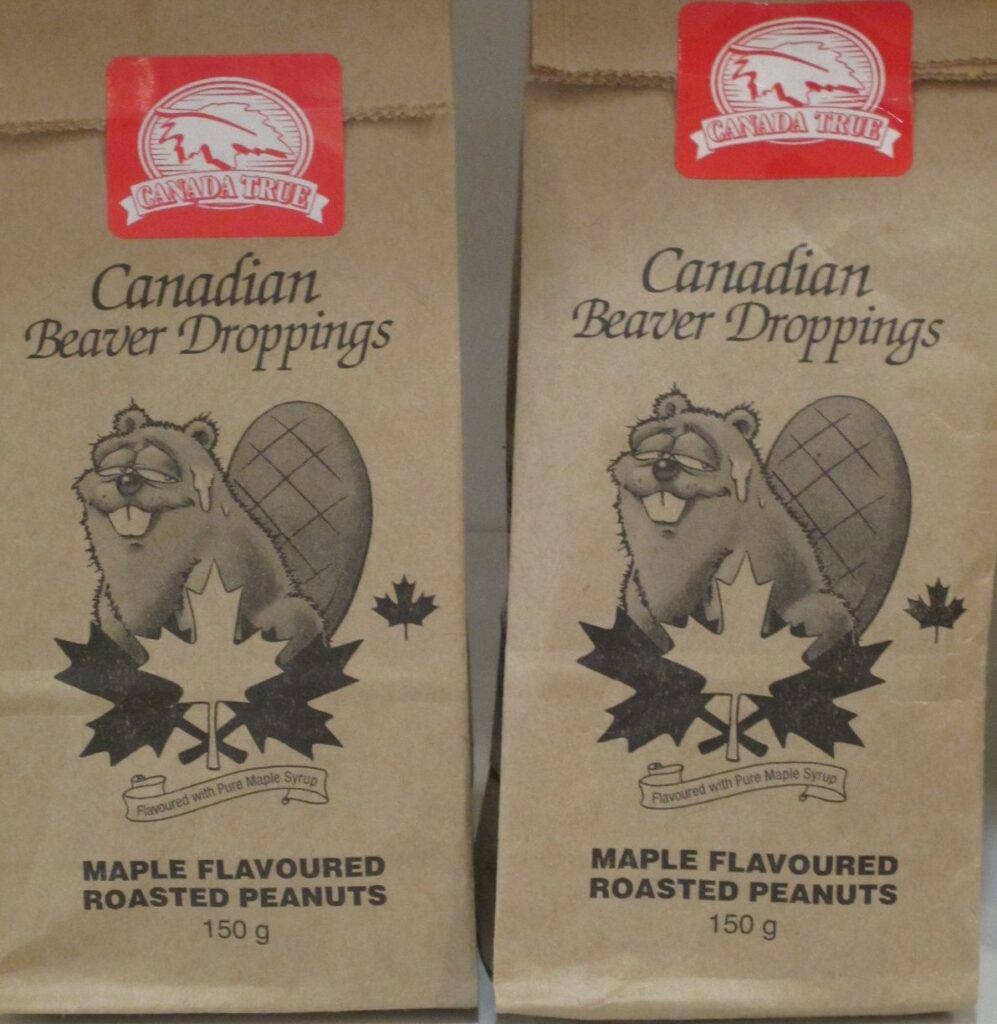 CANADA TRUE
Canadian
Beaver Droppings
Flavoured with Pure Maple Syrup
MAPLE FLAVOURED
ROASTED PEANUTS
150 g
CANADA TRUE
Canadian
Beaver Droppings
Flavoured with Pure Maple Syrup
MAPLE FLAVOURED
ROASTED PEANUTS
150 g